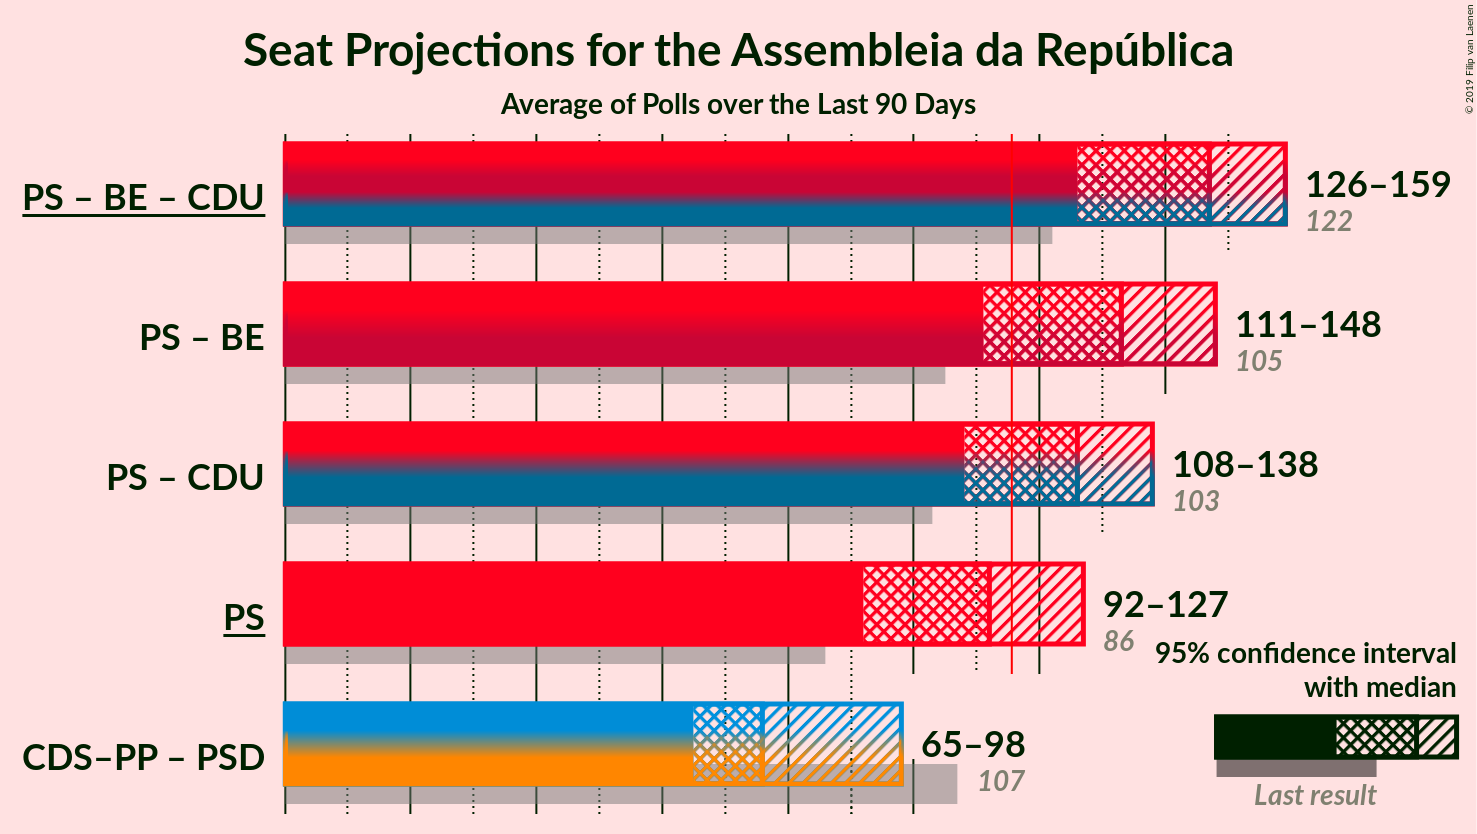 Seat Projections for the Assembleia da República
Average of Polls over the Last 90 Days
© 2019 Filip van Laenen
PS – BE – CDU
126–159
122
PS – BE
111–148
105
PS – CDU
108–138
103
PS
92–127
86
CDS–PP – PSD
65–98
107
95% confidence interval
with median
Last result